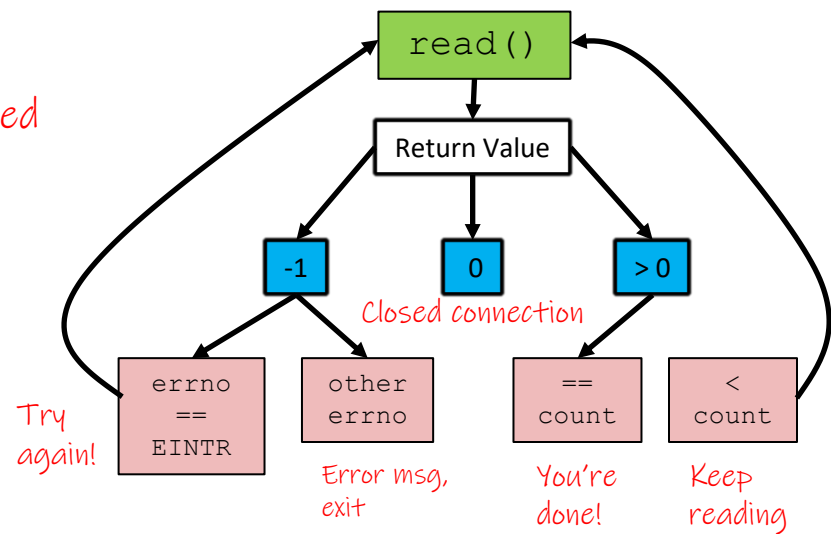 read()
ed
Return Value
-1
0
> 0
Closed connection
errno
==
EINTR
other
errno
==
count
<
count
Try
again!
Error msg,
exit
You're
done!
Keep
reading